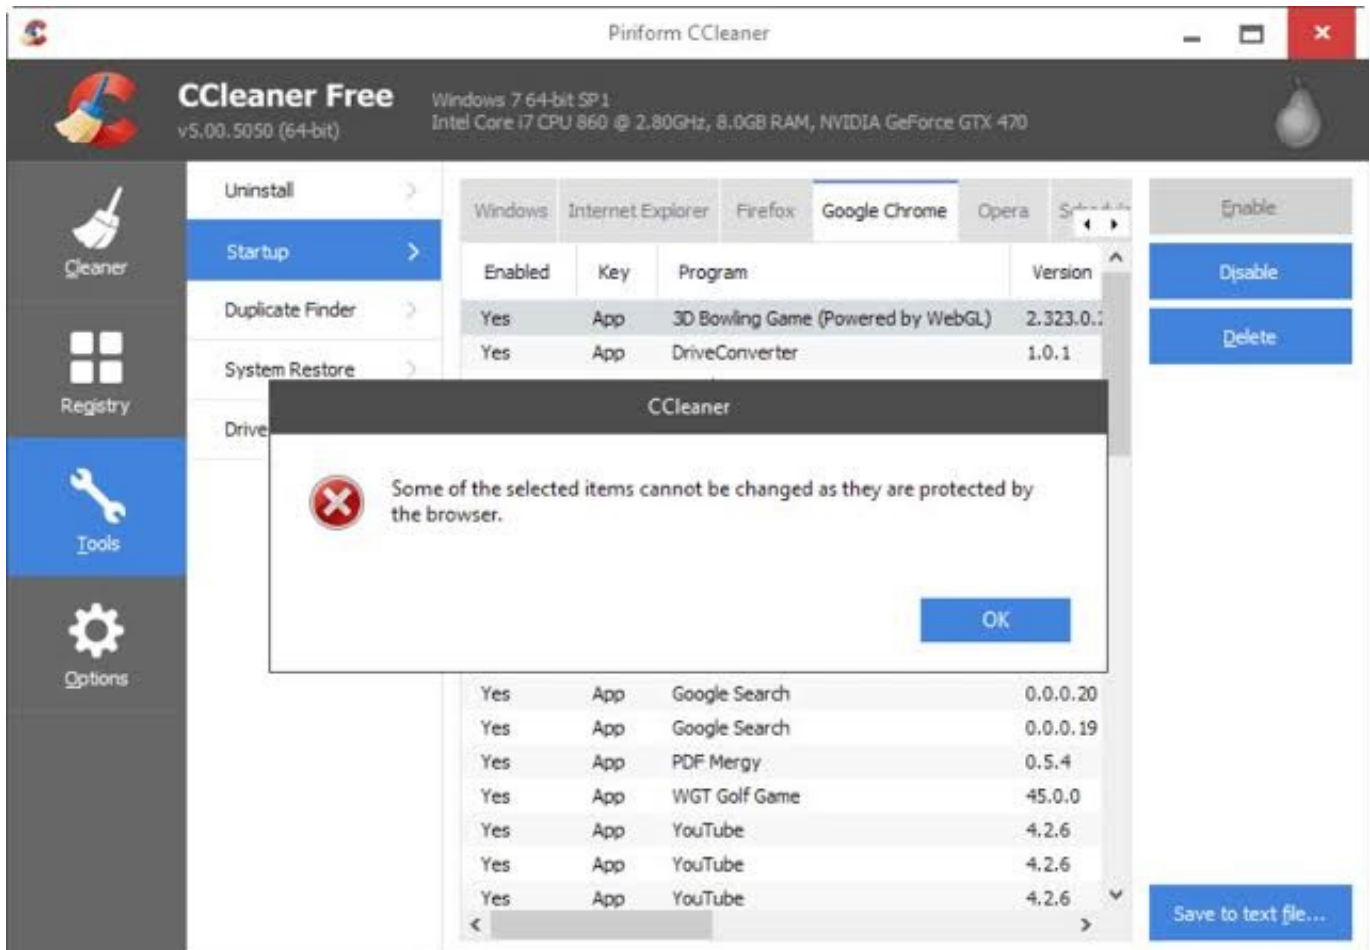 Piriform CCleaner
CCleaner Free
v5.00.5050 (64-bit)
Windows 7 64-bit SP1
Intel Core i7 CPU 860 @ 2.80GHz, 8.0GB RAM, NVIDIA GeForce GTX 470
Cleaner
Registry
Tools
Options
Uninstall
Startup
Duplicate Finder
System Restore
Drive
Windows Internet Explorer Firefox Google Chrome Opera
Enabled Key Program Version
Yes App 3D Bowling Game (Powered by WebGL) 2.323.0.
Yes App DriveConverter 1.0.1
CCleaner
Some of the selected items cannot be changed as they are protected by
the browser.
OK
Yes App Google Search 0.0.0.20
Yes App Google Search 0.0.0.19
Yes App PDF Mergy 0.5.4
Yes App WGT Golf Game 45.0.0
Yes App YouTube 4.2.6
Yes App YouTube 4.2.6
Yes App YouTube 4.2.6
Enable
Disable
Delete
Save to text file...